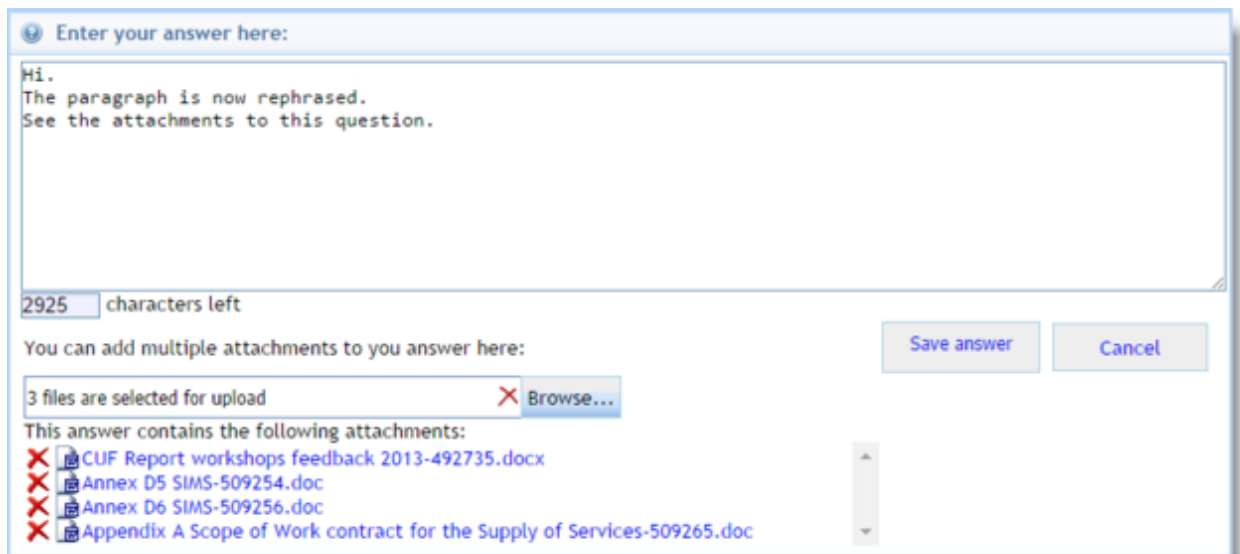 Enter your answer here:
Hi.
The paragraph is now rephrased.
See the attachments to this question.
2925 characters left
You can add multiple attachments to you answer here:
Save answer
Cancel
3 files are selected for upload
Browse...
This answer contains the following attachments:
CUF Report workshops feedback 2013-492735.docx
Annex D5 SIMS-509254.doc
Annex D6 SIMS-509256.doc
Appendix A Scope of Work contract for the Supply of Services-509265.doc